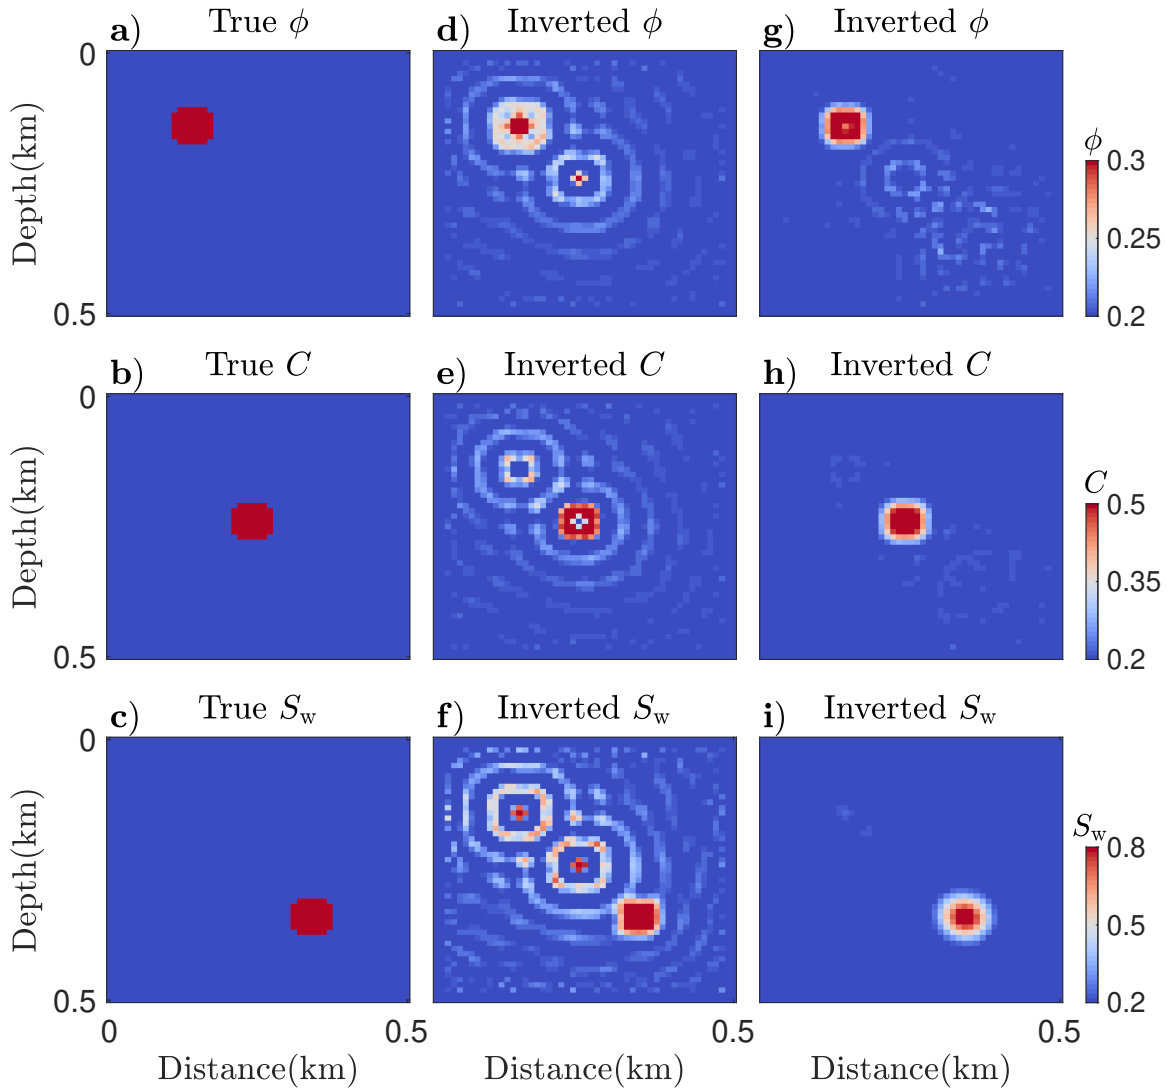 a) True ϕ
d) Inverted ϕ
g) Inverted ϕ
0
Depth(km)
0.5
ϕ
0.3
0.25
0.2
b) True C
e) Inverted C
h) Inverted C
0
Depth(km)
0.5
C
0.5
0.35
0.2
c) True Sw
f) Inverted Sw
i) Inverted Sw
0
Depth(km)
0.5
Sw
0.8
0.5
0.2
0 0.5 0.5 0.5
Distance(km) Distance(km) Distance(km)